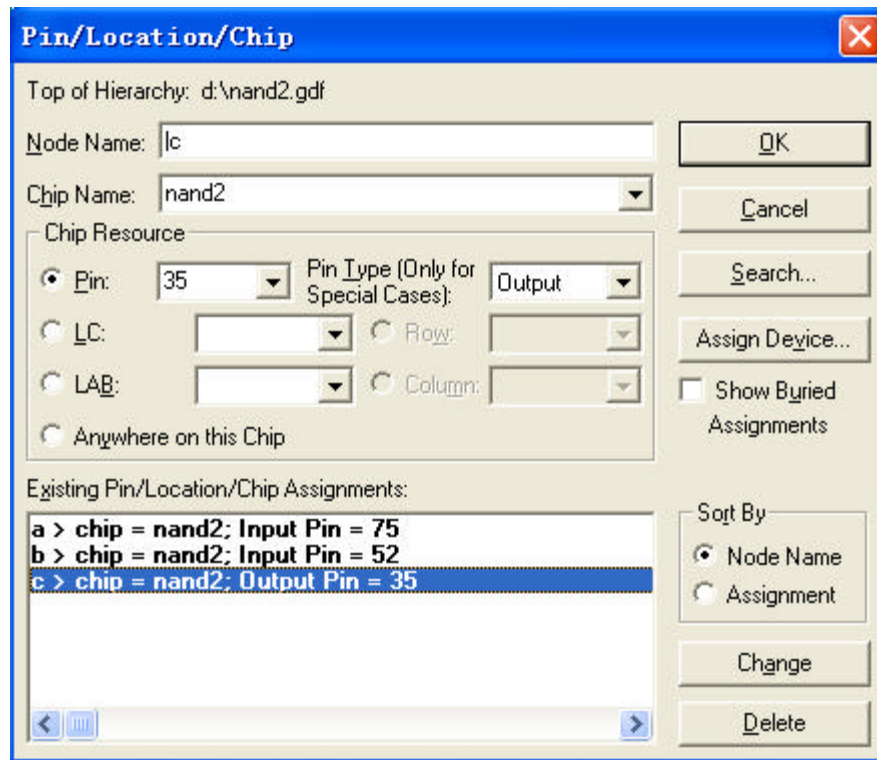 Pin/Location/Chip
Top of Hierarchy: d:\nand2.gdf
Node Name: |c
OK
Chip Name: nand2
Cancel
Chip Resource
Pin: 35 Pin Type (Only for Special Cases): Output
Search...
LC: Row:
Assign Device...
LAB: Column:
Show Buried Assignments
Anywhere on this Chip
Existing Pin/Location/Chip Assignments:
a > chip = nand2; Input Pin = 75
b > chip = nand2; Input Pin = 52
c > chip = nand2; Output Pin = 35
Sort By
Node Name
Assignment
Change
Delete